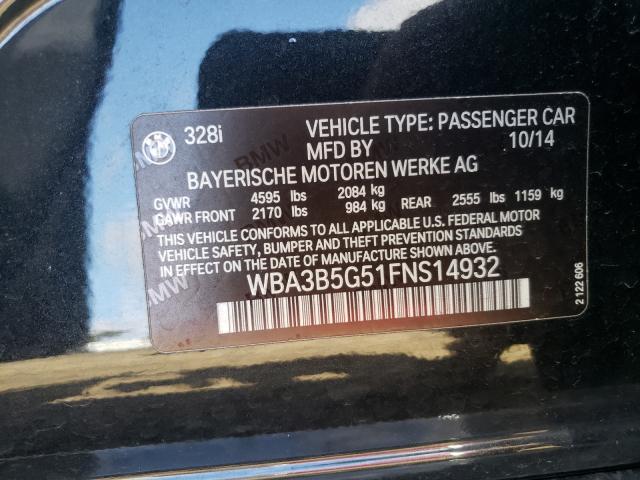 328i VEHICLE TYPE: PASSENGER CAR
MFD BY 10/14
BAYERISCHE MOTOREN WERKE AG
GVWR 4595 lbs 2084 kg
GAWR FRONT 2170 lbs 984 kg REAR 2555 lbs 1159 kg
THIS VEHICLE CONFORMS TO ALL APPLICABLE U.S. FEDERAL MOTOR
VEHICLE SAFETY, BUMPER AND THEFT PREVENTION STANDARDS
IN EFFECT ON THE DATE OF MANUFACTURE SHOWN ABOVE.
WBA3B5G51FNS14932
2 122 606
BMW
BMW
BMW